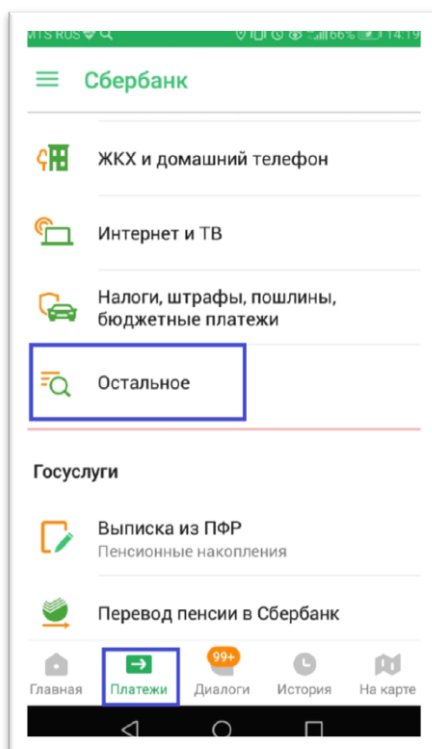 MTS RUS 66% 14:19
Сбербанк
ЖКХ и домашний телефон
Интернет и ТВ
Налоги, штрафы, пошлины,
бюджетные платежи
Остальное
Госуслуги
Выписка из ПФР
Пенсионные накопления
Перевод пенсии в Сбербанк
99+
Главная Платежи Диалоги История На карте